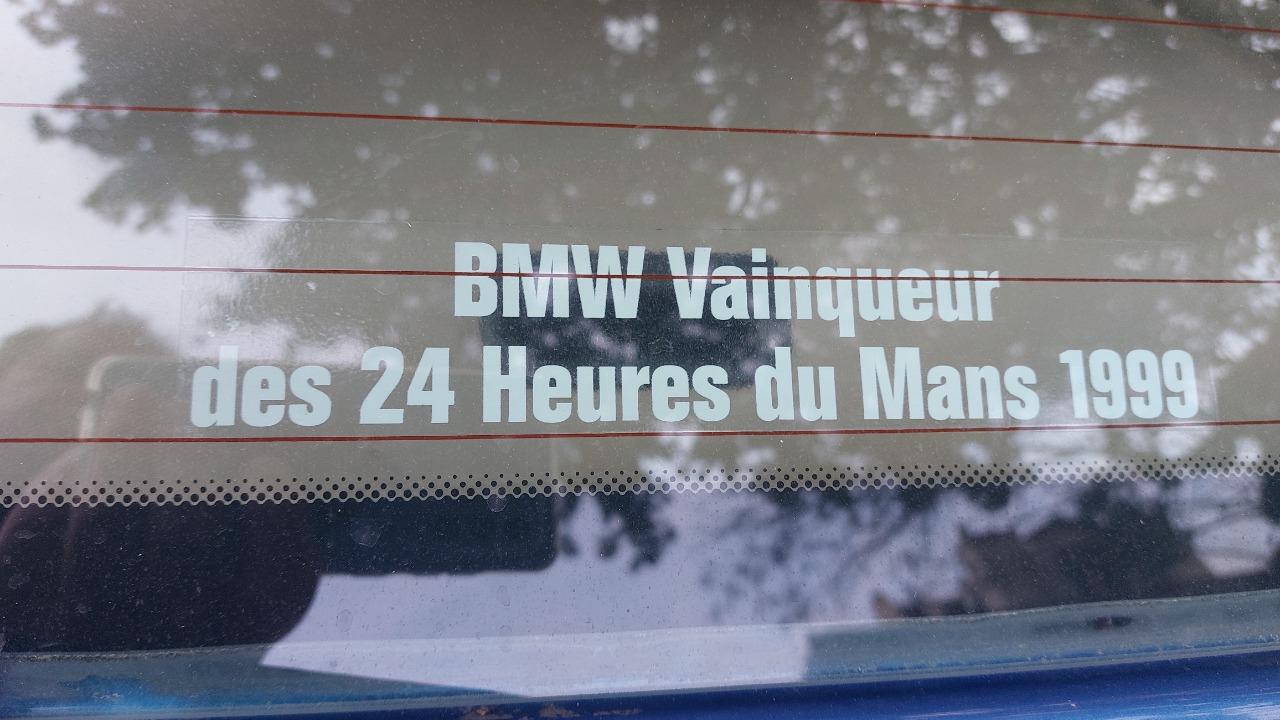 BMW Vainqueur
des 24 Heures du Mans 1999